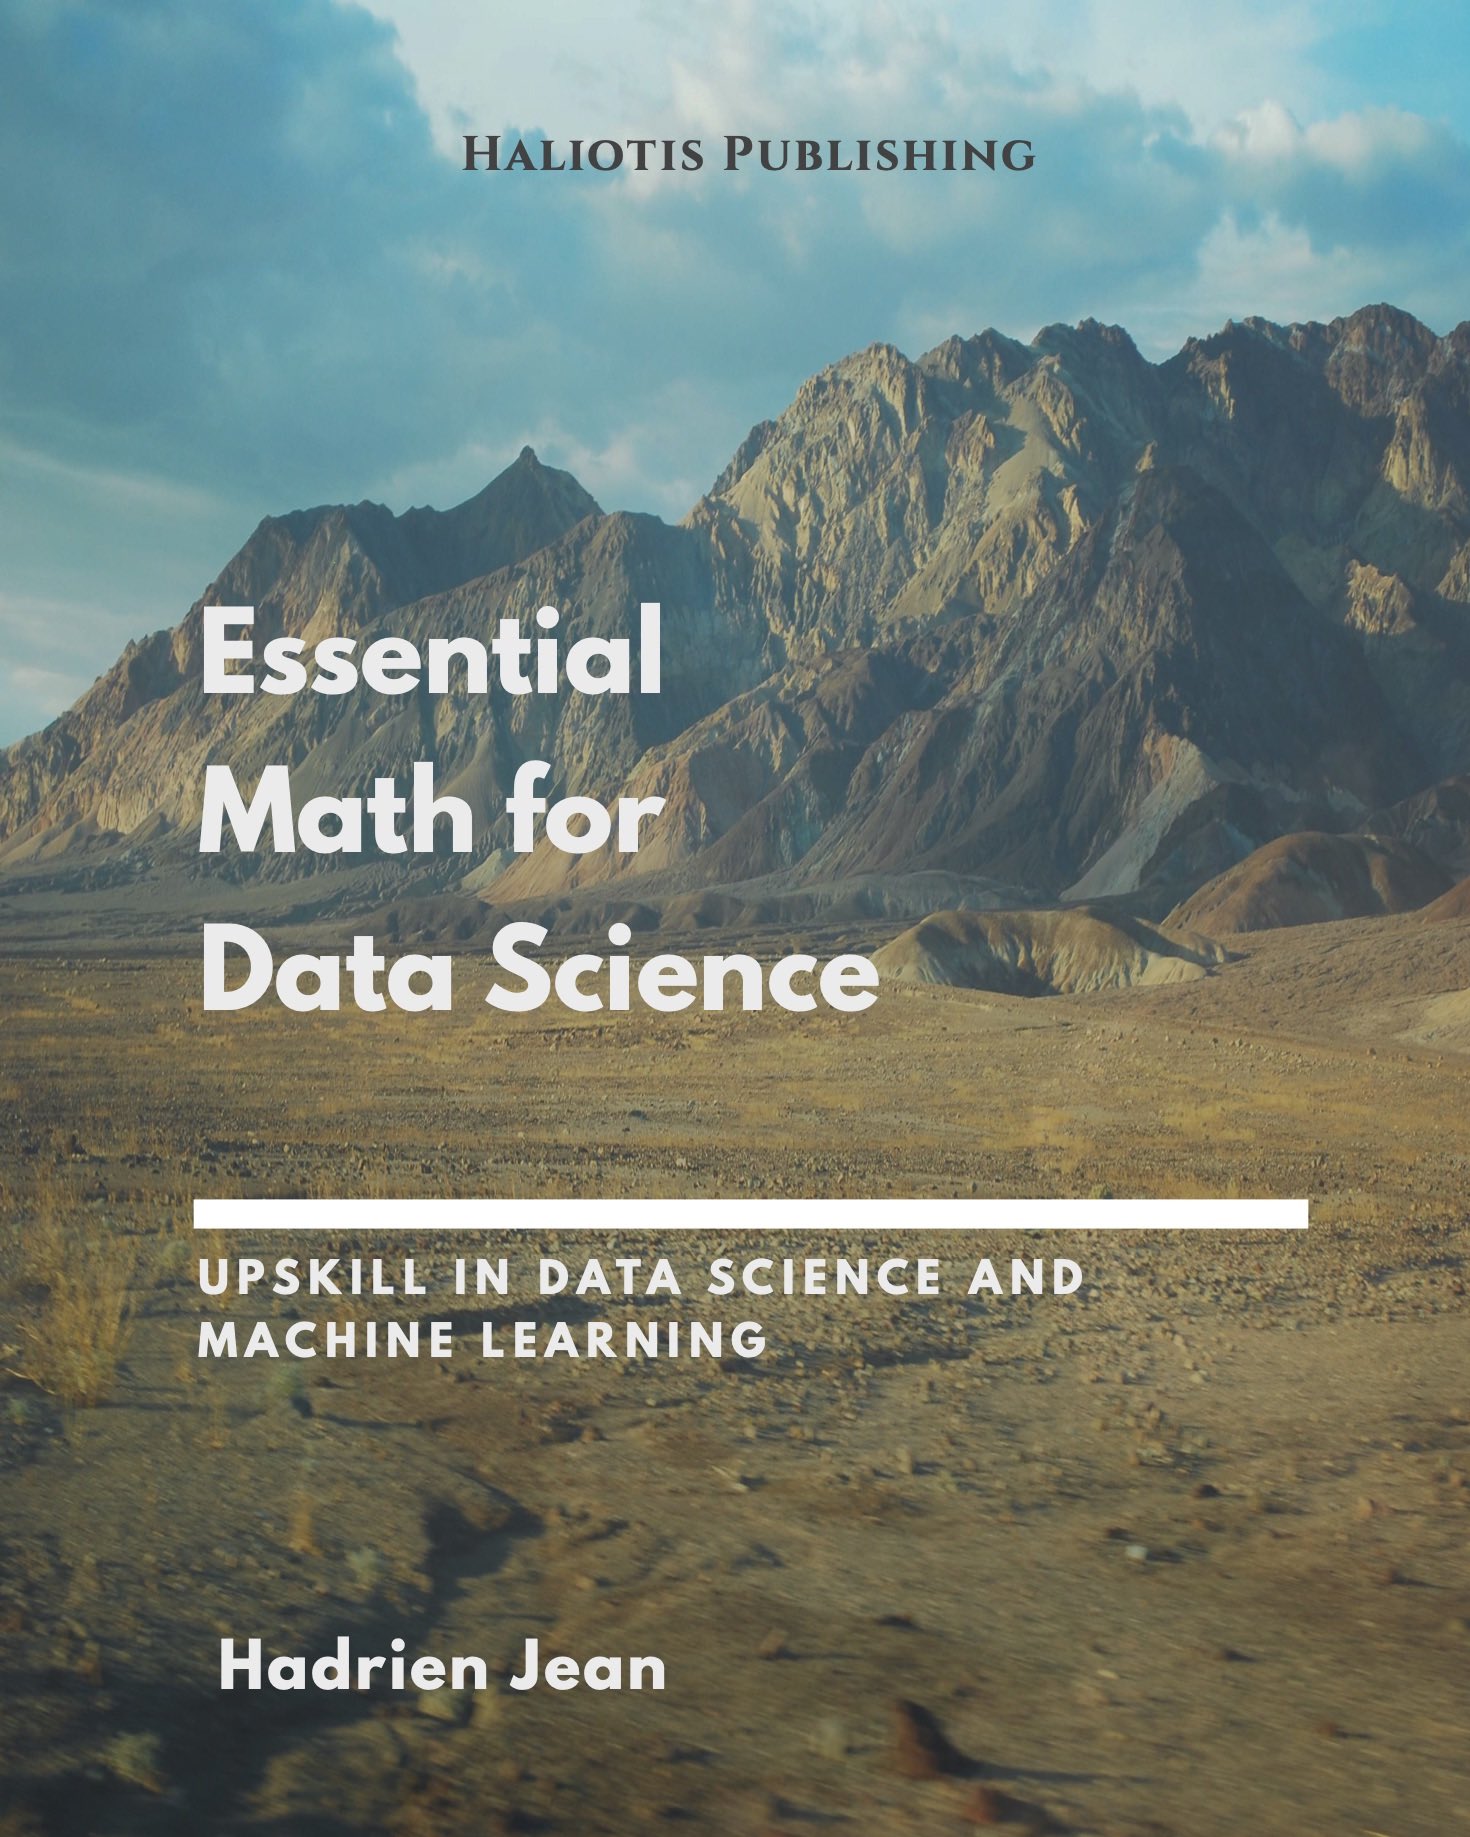 Haliotis Publishing
Essential
Math for
Data Science
UPSKILL IN DATA SCIENCE AND
MACHINE LEARNING
Hadrien Jean